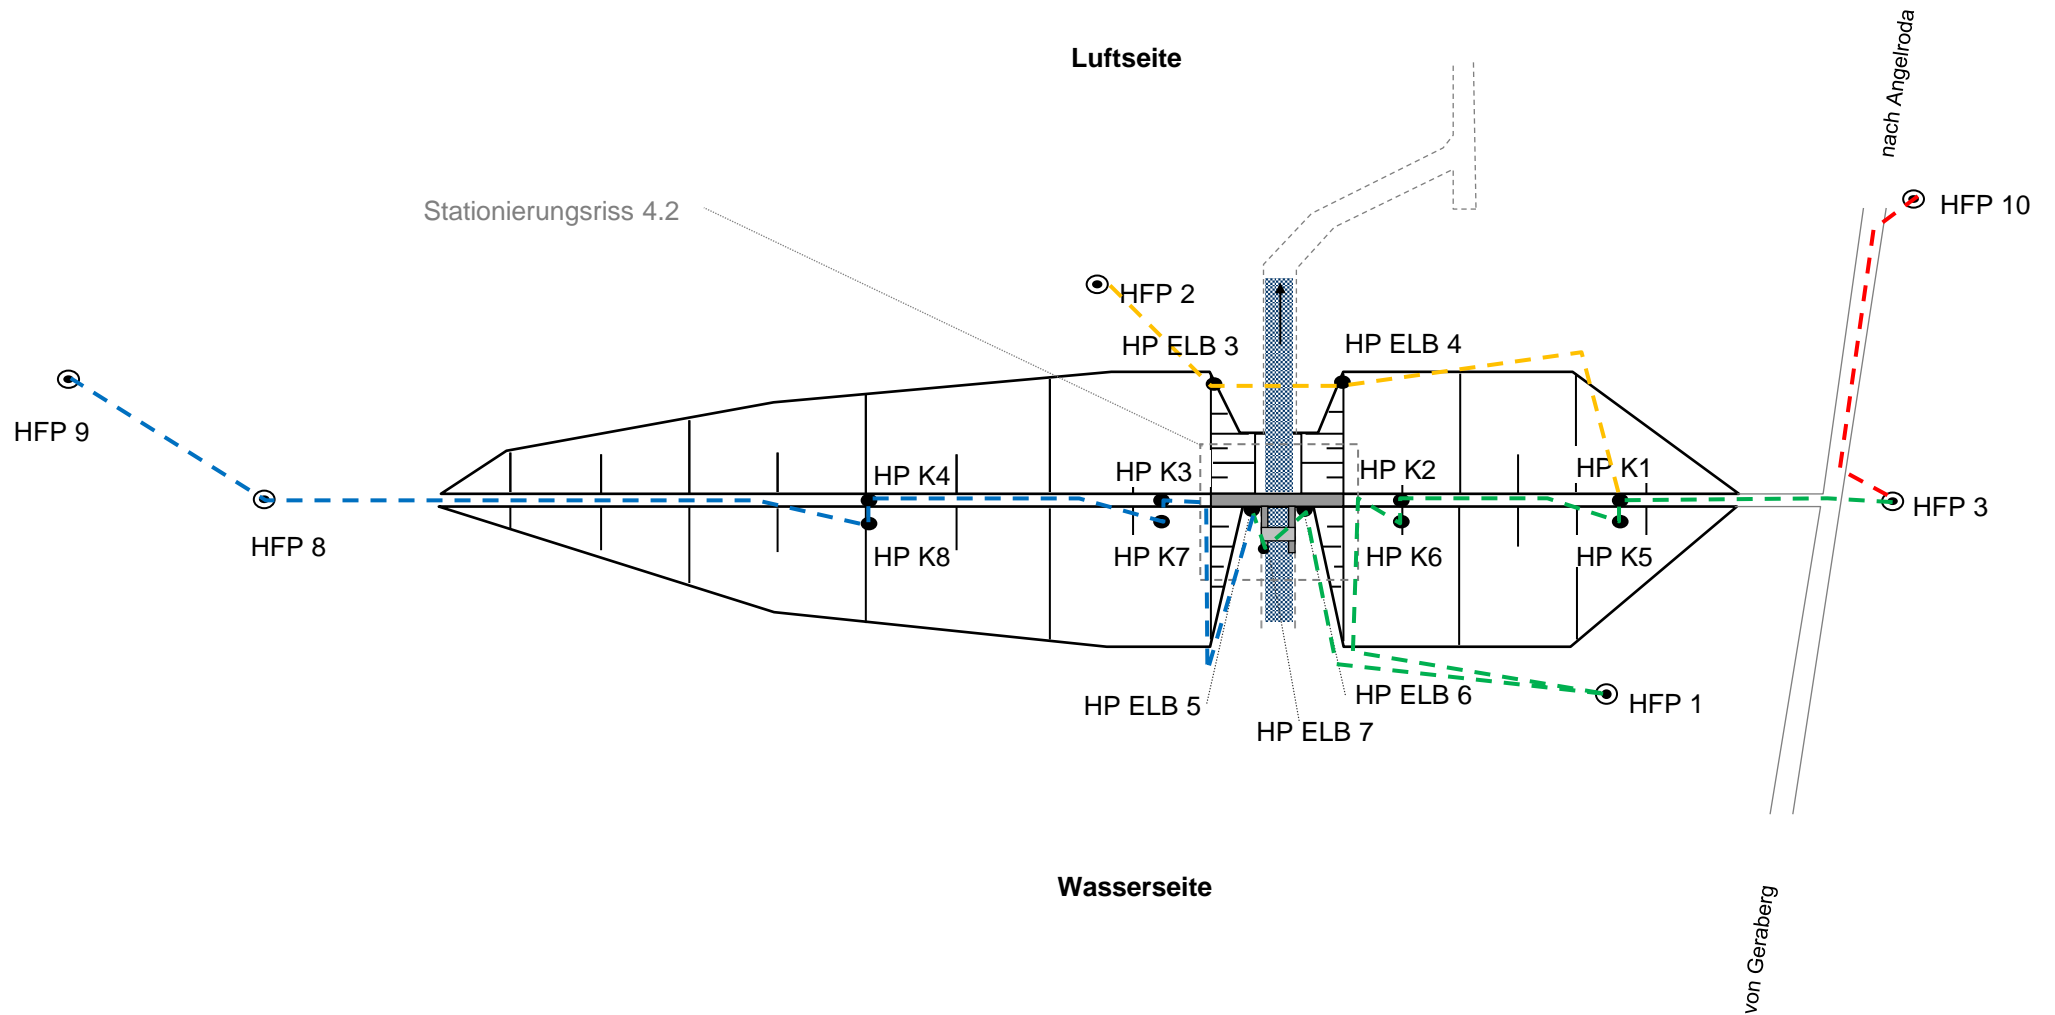 Luftseite
nach Angelroda
Stationierungsriss 4.2
HFP 10
HFP 2
HP ELB 3
HP ELB 4
HFP 9
HP K4
HP K3
HP K2
HP K1
HFP 3
HFP 8
HP K8
HP K7
HP K6
HP K5
HP ELB 5
HP ELB 6
HFP 1
HP ELB 7
Wasserseite
von Geraberg